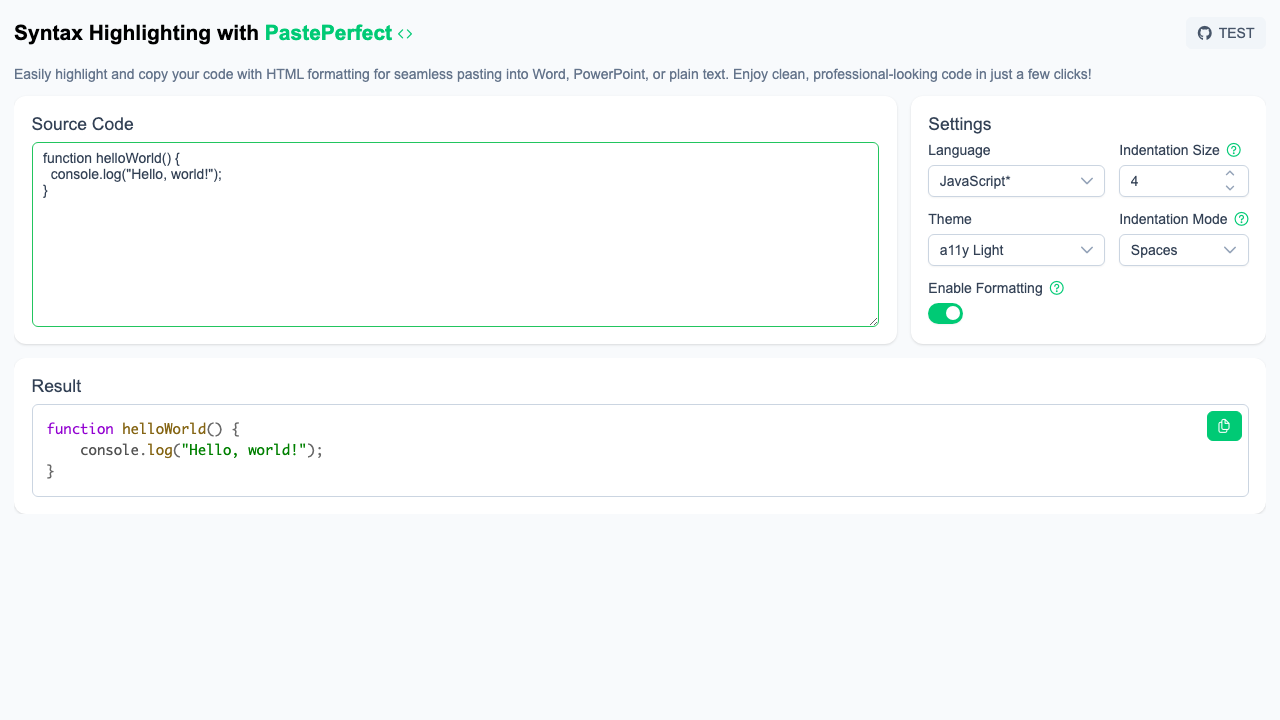 Syntax Highlighting with PastePerfect <>
TEST
Easily highlight and copy your code with HTML formatting for seamless pasting into Word, PowerPoint, or plain text. Enjoy clean, professional-looking code in just a few clicks!
Source Code
function helloWorld() {
  console.log("Hello, world!");
}
Settings
Language
Indentation Size
JavaScript*
4
Theme
Indentation Mode
a11y Light
Spaces
Enable Formatting
Result
function helloWorld() {
    console.log("Hello, world!");
}